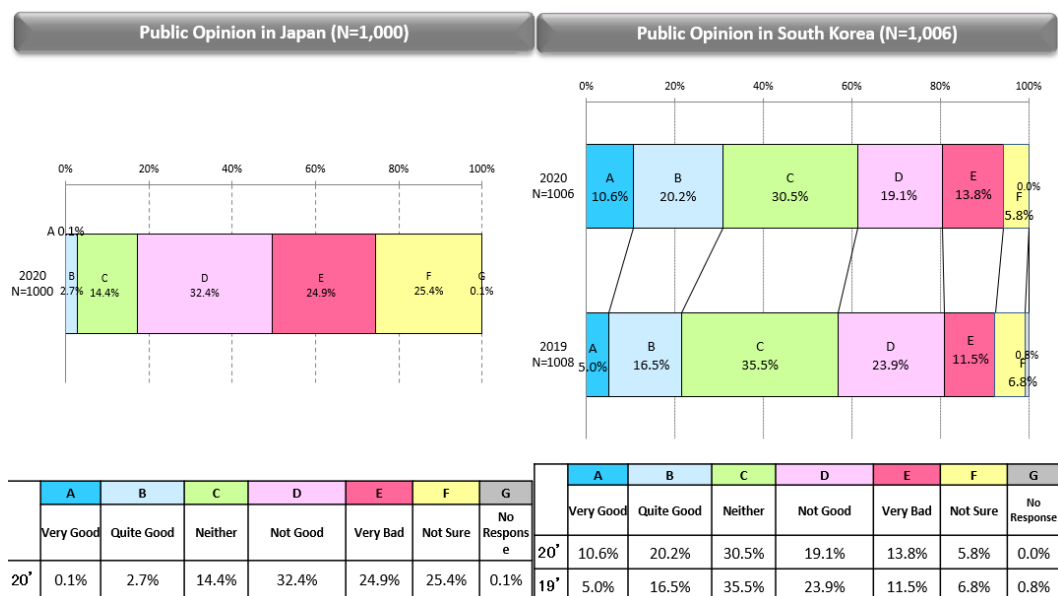 Public Opinion in Japan (N=1,000)
0% 20% 40% 60% 80% 100%
A 0.1%
2020
N=1000
B
2.7%
C
14.4%
D
32.4%
E
24.9%
F
25.4%
G
0.1%
A B C D E F G
Very Good Quite Good Neither Not Good Very Bad Not Sure No
Respons
e
20' 0.1% 2.7% 14.4% 32.4% 24.9% 25.4% 0.1%
Public Opinion in South Korea (N=1,006)
0% 20% 40% 60% 80% 100%
2020
N=1006
A
10.6%
B
20.2%
C
30.5%
D
19.1%
E
13.8%
F
5.8%
0.0%
2019
N=1008
A
5.0%
B
16.5%
C
35.5%
D
23.9%
E
11.5%
F
6.8%
0.8%
A B C D E F G
Very Good Quite Good Neither Not Good Very Bad Not Sure No
Response
20' 10.6% 20.2% 30.5% 19.1% 13.8% 5.8% 0.0%
19' 5.0% 16.5% 35.5% 23.9% 11.5% 6.8% 0.8%